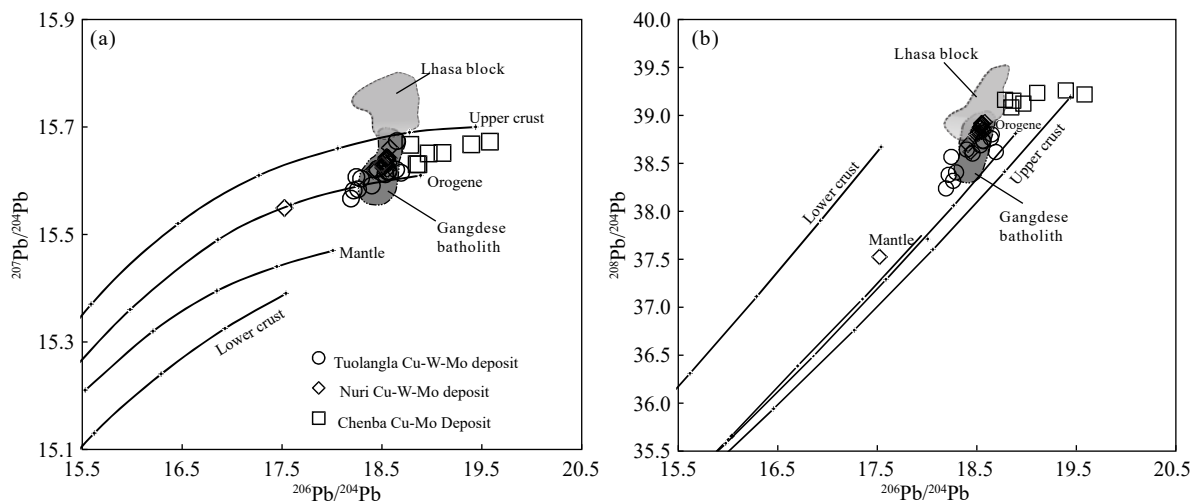 (a)
15.9
15.7
15.5
15.3
15.1
²⁰⁷Pb/²⁰⁴Pb
Lhasa block
Upper crust
Orogene
Gangdese
batholith
Mantle
Lower crust
Tuolangla Cu-W-Mo deposit
Nuri Cu-W-Mo deposit
Chenba Cu-Mo Deposit
15.5 16.5 17.5 18.5 19.5 20.5
²⁰⁶Pb/²⁰⁴Pb
(b)
40.0
39.5
39.0
38.5
38.0
37.5
37.0
36.5
36.0
35.5
²⁰⁸Pb/²⁰⁴Pb
Lhasa block
Orogene
Upper crust
Lower crust
Gangdese
batholith
Mantle
15.5 16.5 17.5 18.5 19.5 20.5
²⁰⁶Pb/²⁰⁴Pb